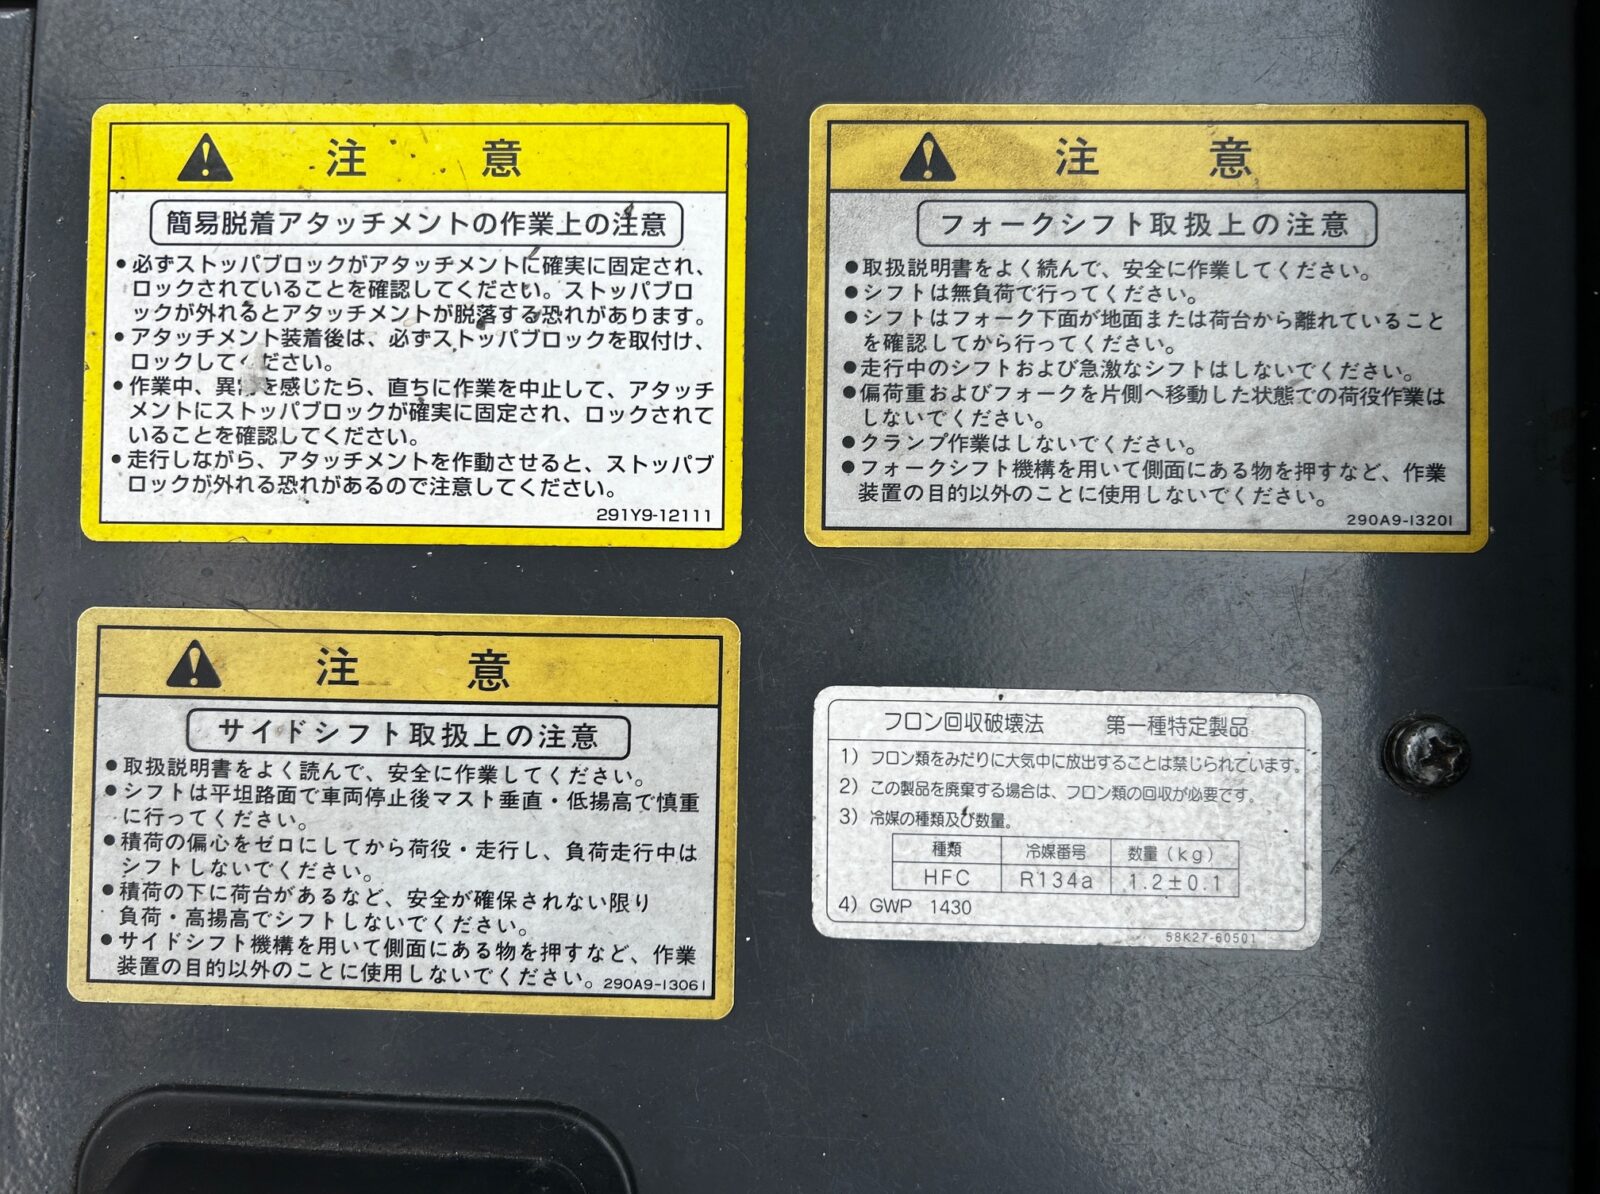 注 意
簡易脱着アタッチメントの作業上の注意
●必ずストッパブロックがアタッチメントに確実に固定され、
ロックされていることを確認してください。ストッパブロ
ックが外れるとアタッチメントが脱落する恐れがあります。
●アタッチメント装着後は、必ずストッパブロックを取付け、
ロックしてください。
●作業中、異常を感じたら、直ちに作業を中止して、アタッチ
メントにストッパブロックが確実に固定され、ロックされて
いることを確認してください。
●走行しながら、アタッチメントを作動させると、ストッパブ
ロックが外れる恐れがあるので注意してください。
291Y9-12111
注 意
フォークシフト取扱上の注意
●取扱説明書をよく続んで、安全に作業してください。
●シフトは無負荷で行ってください。
●シフトはフォーク下面が地面または荷台から離れていること
を確認してから行ってください。
●走行中のシフトおよび急激なシフトはしないでください。
●偏荷重およびフォークを片側へ移動した状態での荷役作業は
しないでください。
●クランプ作業はしないでください。
●フォークシフト機構を用いて側面にある物を押すなど、作業
装置の目的以外のことに使用しないでください。
290A9-13201
注 意
サイドシフト取扱上の注意
●取扱説明書をよく読んで、安全に作業してください。
●シフトは平坦路面で車両停止後マスト垂直・低揚高で慎重
に行ってください。
●積荷の偏心をゼロにしてから荷役・走行し、負荷走行中は
シフトしないでください。
●積荷の下に荷台があるなど、安全が確保されない限り
負荷・高揚高でシフトしないでください。
●サイドシフト機構を用いて側面にある物を押すなど、作業
装置の目的以外のことに使用しないでください。290A9-13061
フロン回収破壊法 第一種特定製品
1) フロン類をみだりに大気中に放出することは禁じられています。
2) この製品を廃棄する場合は、フロン類の回収が必要です。
3) 冷媒の種類及び数量。
種類 冷媒番号 数量(kg)
HFC R134a 1.2±0.1
4) GWP 1430
58K27-60501